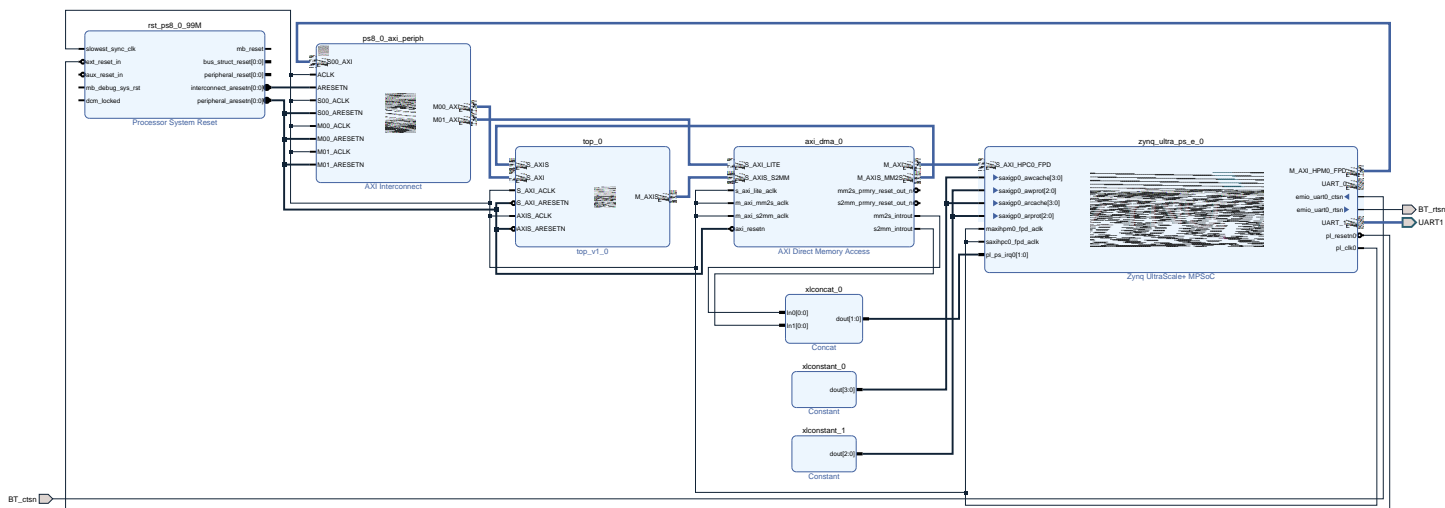 rst_ps8_0_99M
slowest_sync_clk
ext_reset_in
aux_reset_in
mb_debug_sys_rst
dcm_locked
mb_reset
bus_struct_reset[0:0]
peripheral_reset[0:0]
interconnect_aresetn[0:0]
peripheral_aresetn[0:0]
Processor System Reset
ps8_0_axi_periph
S00_AXI
ACLK
ARESETN
S00_ACLK
S00_ARESETN
M00_ACLK
M00_ARESETN
M01_ACLK
M01_ARESETN
M00_AXI
M01_AXI
AXI Interconnect
top_0
S_AXIS
S_AXI
S_AXI_ACLK
S_AXI_ARESETN
AXIS_ACLK
AXIS_ARESETN
M_AXIS
top_v1_0
axi_dma_0
S_AXI_LITE
S_AXIS_S2MM
s_axi_lite_aclk
m_axi_mm2s_aclk
m_axi_s2mm_aclk
axi_resetn
M_AXI
M_AXIS_MM2S
mm2s_prmry_reset_out_n
s2mm_prmry_reset_out_n
mm2s_introut
s2mm_introut
AXI Direct Memory Access
zynq_ultra_ps_e_0
S_AXI_HPC0_FPD
saxigp0_awcache[3:0]
saxigp0_awprot[2:0]
saxigp0_arcache[3:0]
saxigp0_arprot[2:0]
maxihpm0_fpd_aclk
saxihpc0_fpd_aclk
pl_ps_irq0[1:0]
M_AXI_HPM0_FPD
UART_0
emio_uart0_ctsn
emio_uart0_rtsn
UART_1
pl_resetn0
pl_clk0
Zynq UltraScale+ MPSoC
BT_rtsn
UART1
xlconcat_0
In0[0:0]
In1[0:0]
dout[1:0]
Concat
xlconstant_0
dout[3:0]
Constant
xlconstant_1
dout[2:0]
Constant
BT_ctsn